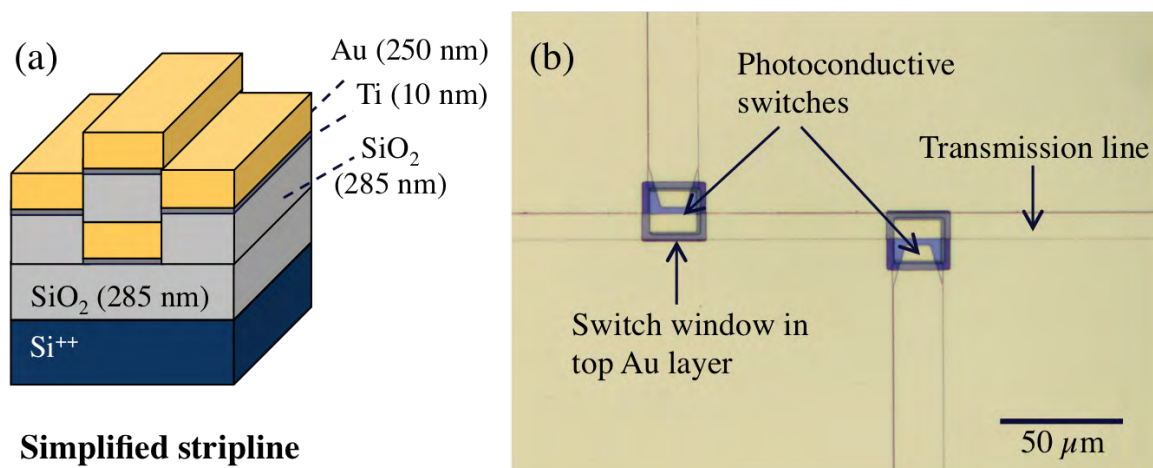 (a)
Au (250 nm)
Ti (10 nm)
SiO₂
(285 nm)
SiO₂ (285 nm)
Si⁺⁺
Simplified stripline
(b)
Photoconductive
switches
Transmission line
Switch window in
top Au layer
50 µm